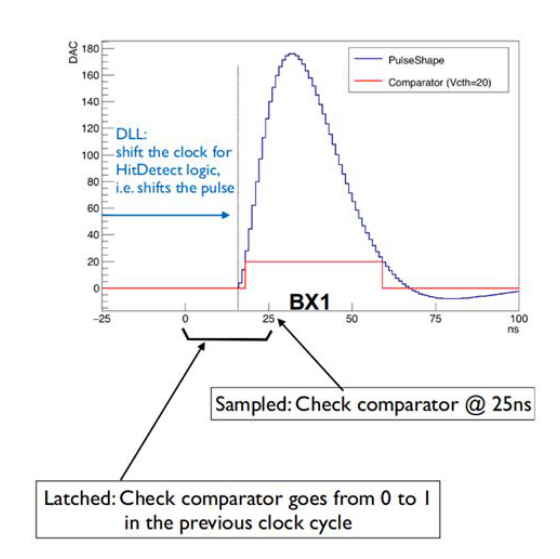 DAC
180
160
140
120
100
80
60
40
20
0
PulseShape
Comparator (Vcth=20)
DLL:
shift the clock for
HitDetect logic,
i.e. shifts the pulse
BX1
−25
0
25
50
75
100
ns
Sampled: Check comparator @ 25ns
Latched: Check comparator goes from 0 to 1
in the previous clock cycle